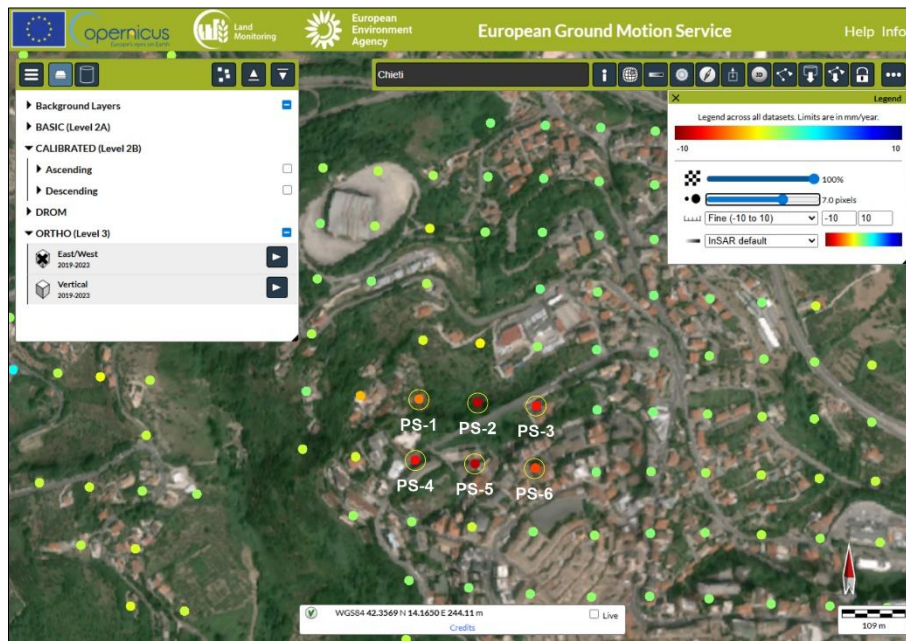 Copernicus
Europe's eyes on Earth
Land
Monitoring
European
Environment
Agency
European Ground Motion Service
Help Info
Chieti
3D
Background Layers
BASIC (Level 2A)
CALIBRATED (Level 2B)
Ascending
Descending
DROM
ORTHO (Level 3)
East/West
2019-2023
Vertical
2019-2023
Legend
Legend across all datasets. Limits are in mm/year.
-10 10
100%
7.0 pixels
Fine (-10 to 10) -10 10
InSAR default
PS-1 PS-2 PS-3
PS-4 PS-5 PS-6
WGS84 42.3569 N 14.1650 E 244.11 m Live
Credits
109 m